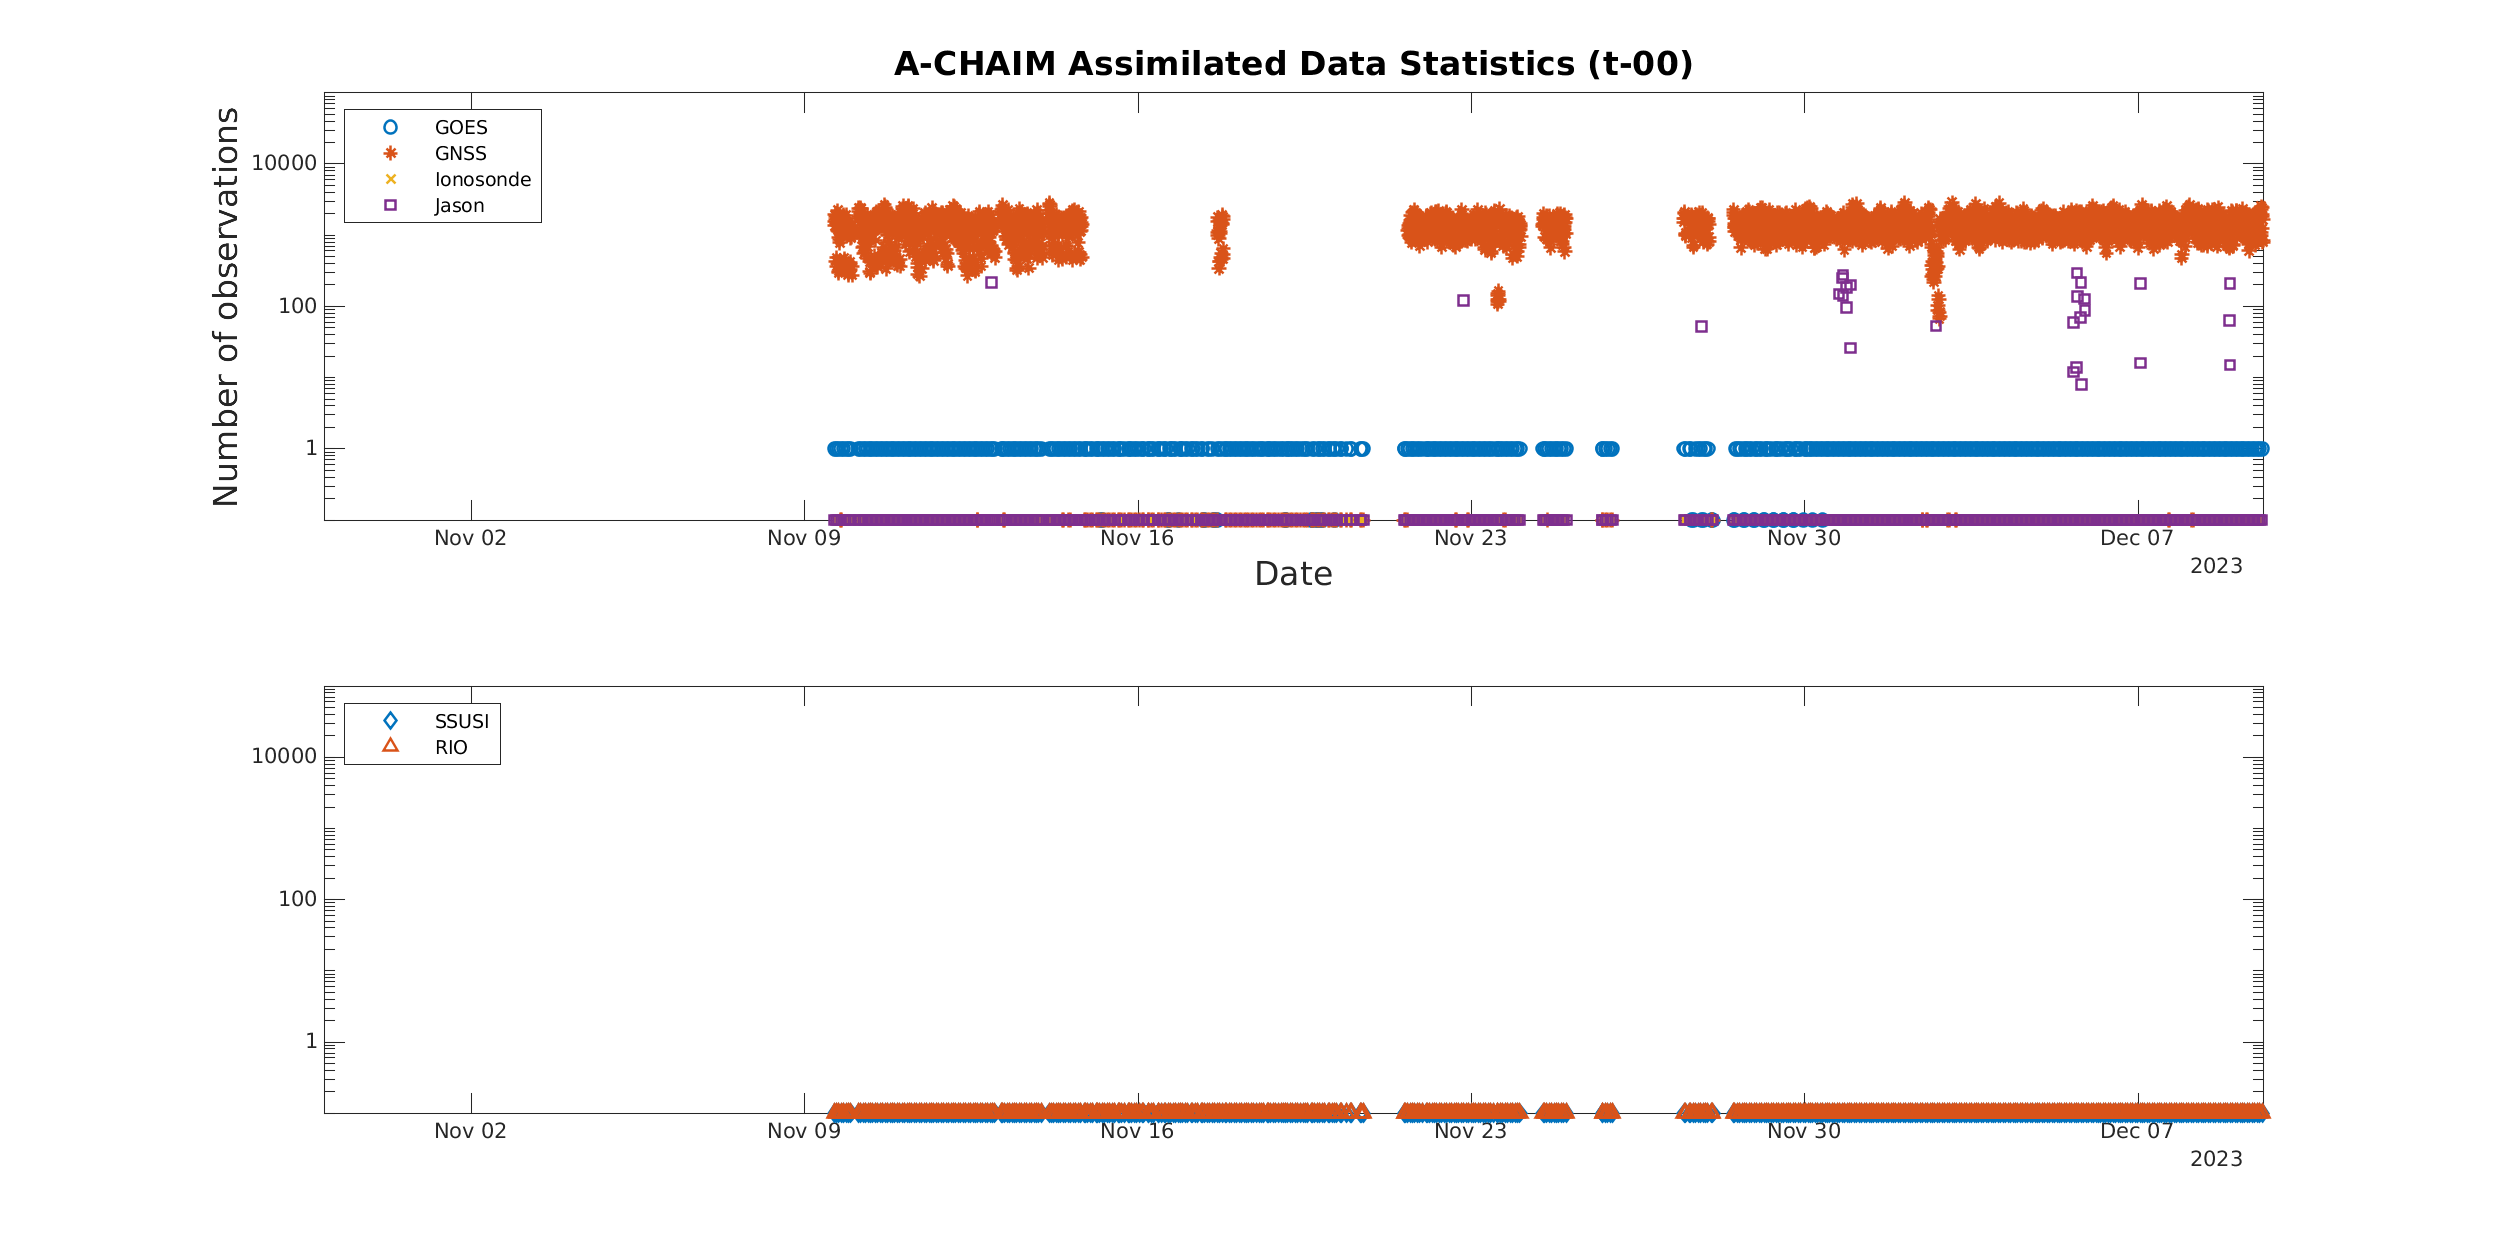 A-CHAIM Assimilated Data Statistics (t-00)
Number of observations
10000
100
1
GOES
GNSS
Ionosonde
Jason
Nov 02
Nov 09
Nov 16
Nov 23
Nov 30
Dec 07
2023
Date
10000
100
1
SSUSI
RIO
Nov 02
Nov 09
Nov 16
Nov 23
Nov 30
Dec 07
2023